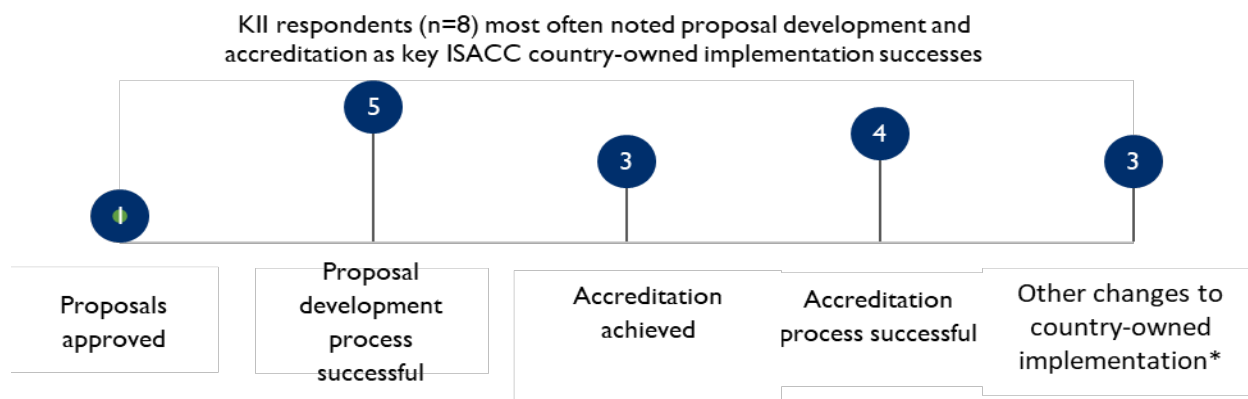 KII respondents (n=8) most often noted proposal development and
accreditation as key ISACC country-owned implementation successes
5
4
3
3
1
Proposals
approved
Proposal
development
process
successful
Accreditation
achieved
Accreditation
process successful
Other changes to
country-owned
implementation*